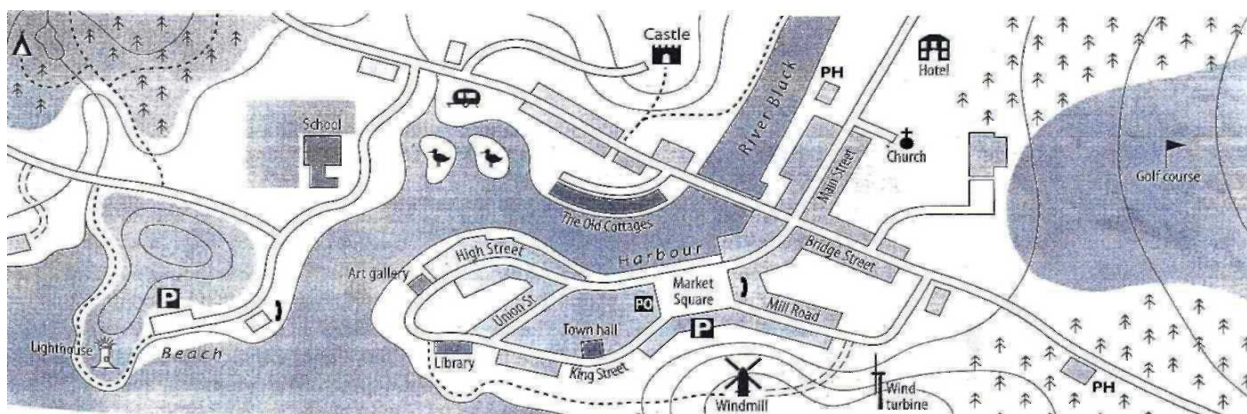 Castle
PH
Hotel
River Black
School
Main Street
Church
Golf course
The Old Cottages
Harbour
Bridge Street
High Street
Art gallery
Market
Square
Union St
PO
Mill Road
P
Town hall
P
Lighthouse
Beach
Library
King Street
Windmill
Wind
turbine
PH